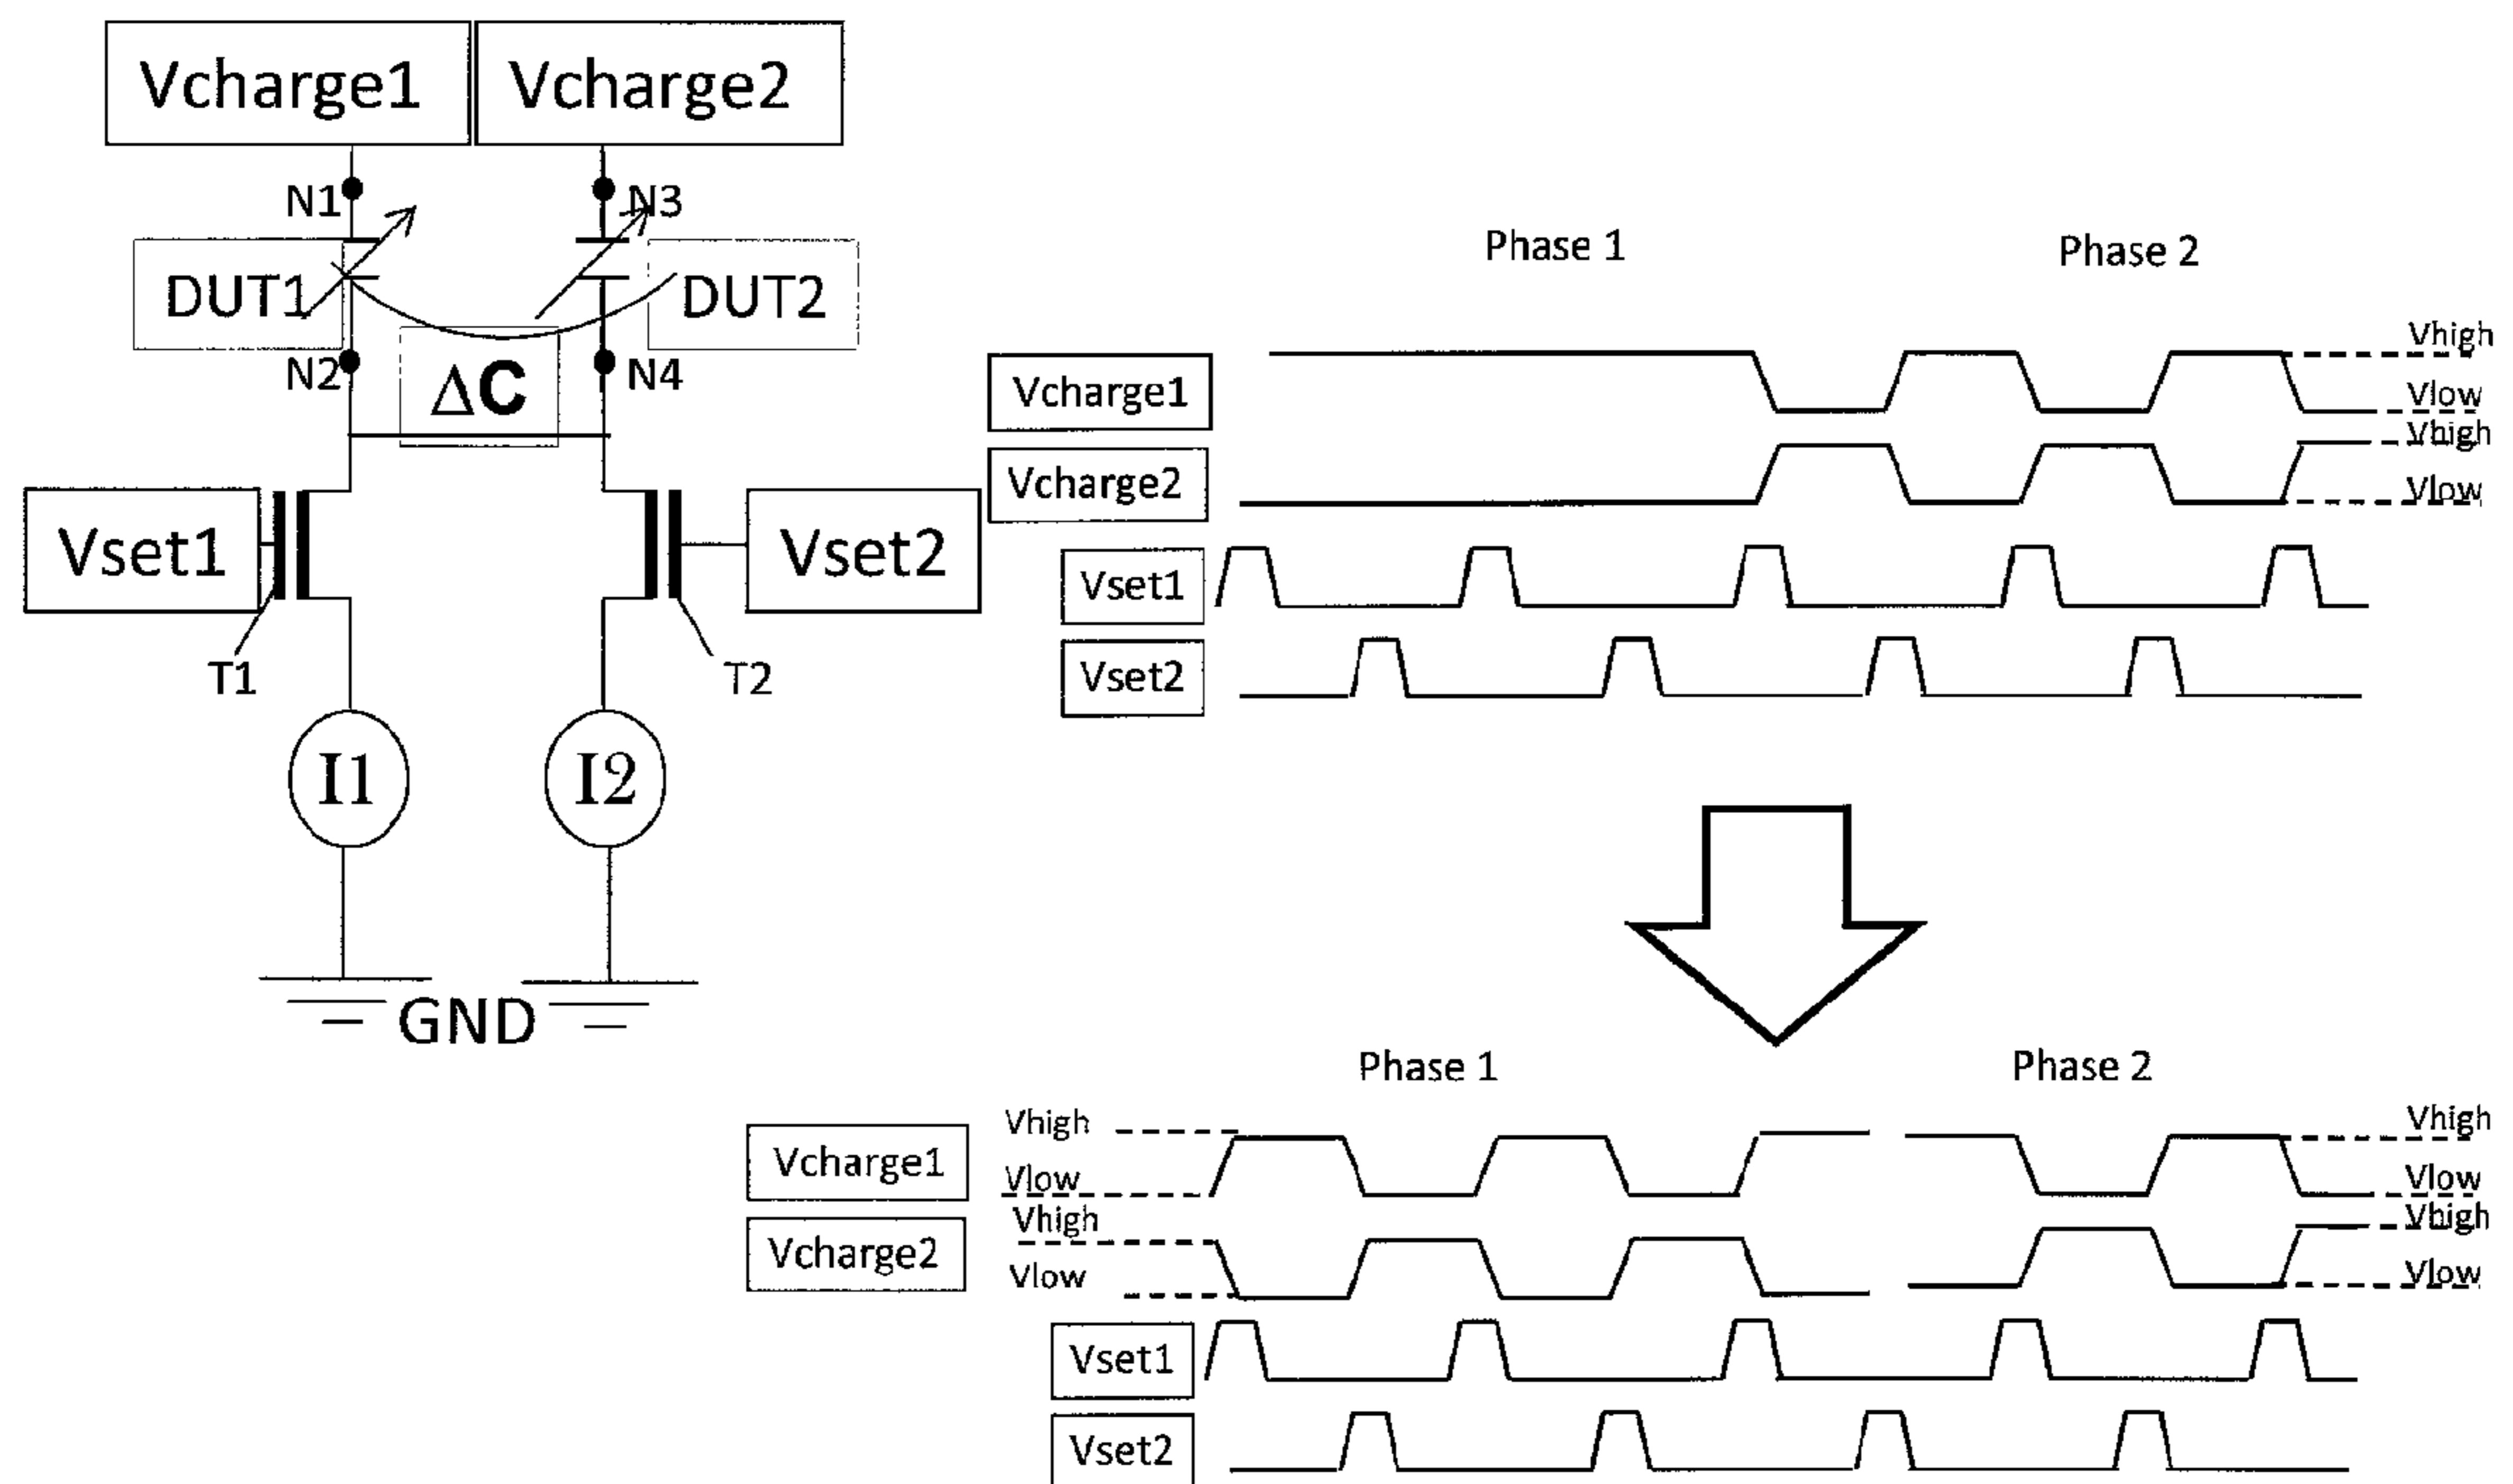 Vcharge1
Vcharge2
N1
N3
DUT1
DUT2
N2
N4
ΔC
Vset1
Vset2
T1
T2
I1
I2
GND
Phase 1
Phase 2
Vcharge1
Vhigh
Vlow
Vcharge2
Vhigh
Vlow
Vset1
Vset2
Phase 1
Phase 2
Vcharge1
Vhigh
Vlow
Vhigh
Vlow
Vcharge2
Vhigh
Vlow
Vhigh
Vlow
Vset1
Vset2